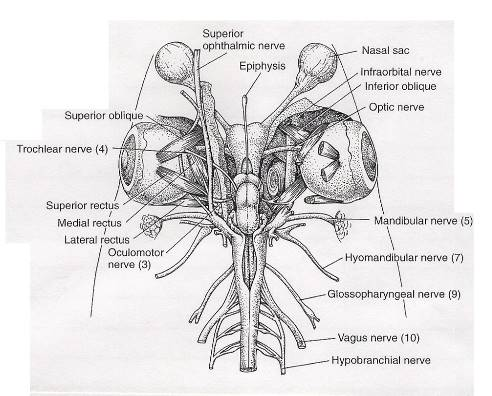 Superior
ophthalmic nerve
Epiphysis
Nasal sac
Infraorbital nerve
Inferior oblique
Optic nerve
Superior oblique
Trochlear nerve (4)
Superior rectus
Medial rectus
Lateral rectus
Oculomotor
nerve (3)
Mandibular nerve (5)
Hyomandibular nerve (7)
Glossopharyngeal nerve (9)
Vagus nerve (10)
Hypobranchial nerve